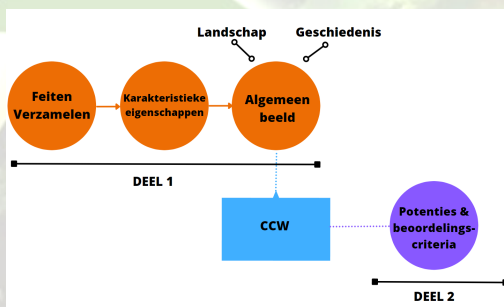 Landschap
Geschiedenis
Feiten
Verzamelen
Karakteristieke
eigenschappen
Algemeen
beeld
DEEL 1
CCW
Potenties &
beoordelings-
criteria
DEEL 2